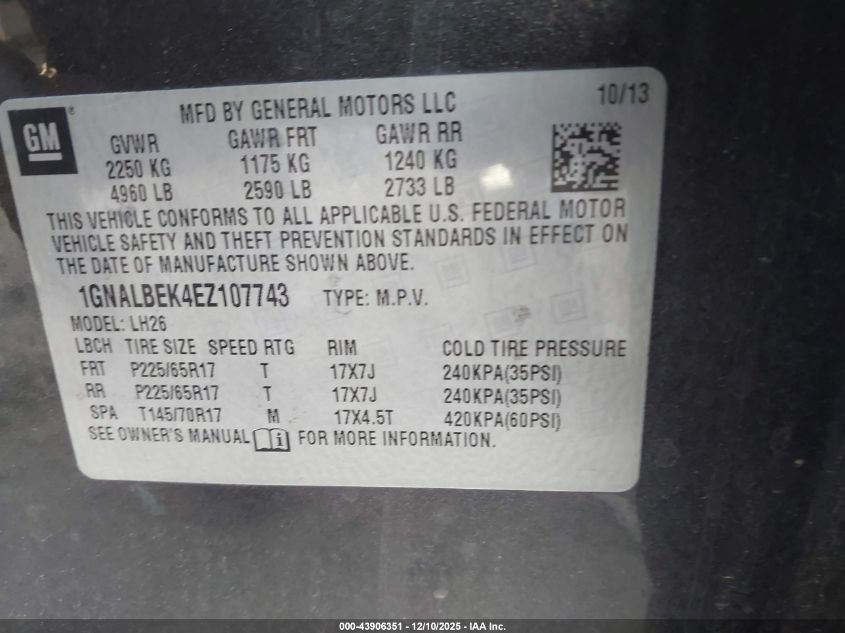 GM ®
MFD BY GENERAL MOTORS LLC 10/13
GVWR GAWR FRT GAWR RR
2250 KG 1175 KG 1240 KG
4960 LB 2590 LB 2733 LB
THIS VEHICLE CONFORMS TO ALL APPLICABLE U.S. FEDERAL MOTOR
VEHICLE SAFETY AND THEFT PREVENTION STANDARDS IN EFFECT ON
THE DATE OF MANUFACTURE SHOWN ABOVE.
1GNALBEK4EZ107743 TYPE: M.P.V.
MODEL: LH26
LBCH TIRE SIZE SPEED RTG RIM COLD TIRE PRESSURE
FRT P225/65R17 T 17X7J 240KPA(35PSI)
RR P225/65R17 T 17X7J 240KPA(35PSI)
SPA T145/70R17 M 17X4.5T 420KPA(60PSI)
SEE OWNER'S MANUAL FOR MORE INFORMATION.
000-43906351 — 12/10/2025 — IAA Inc.